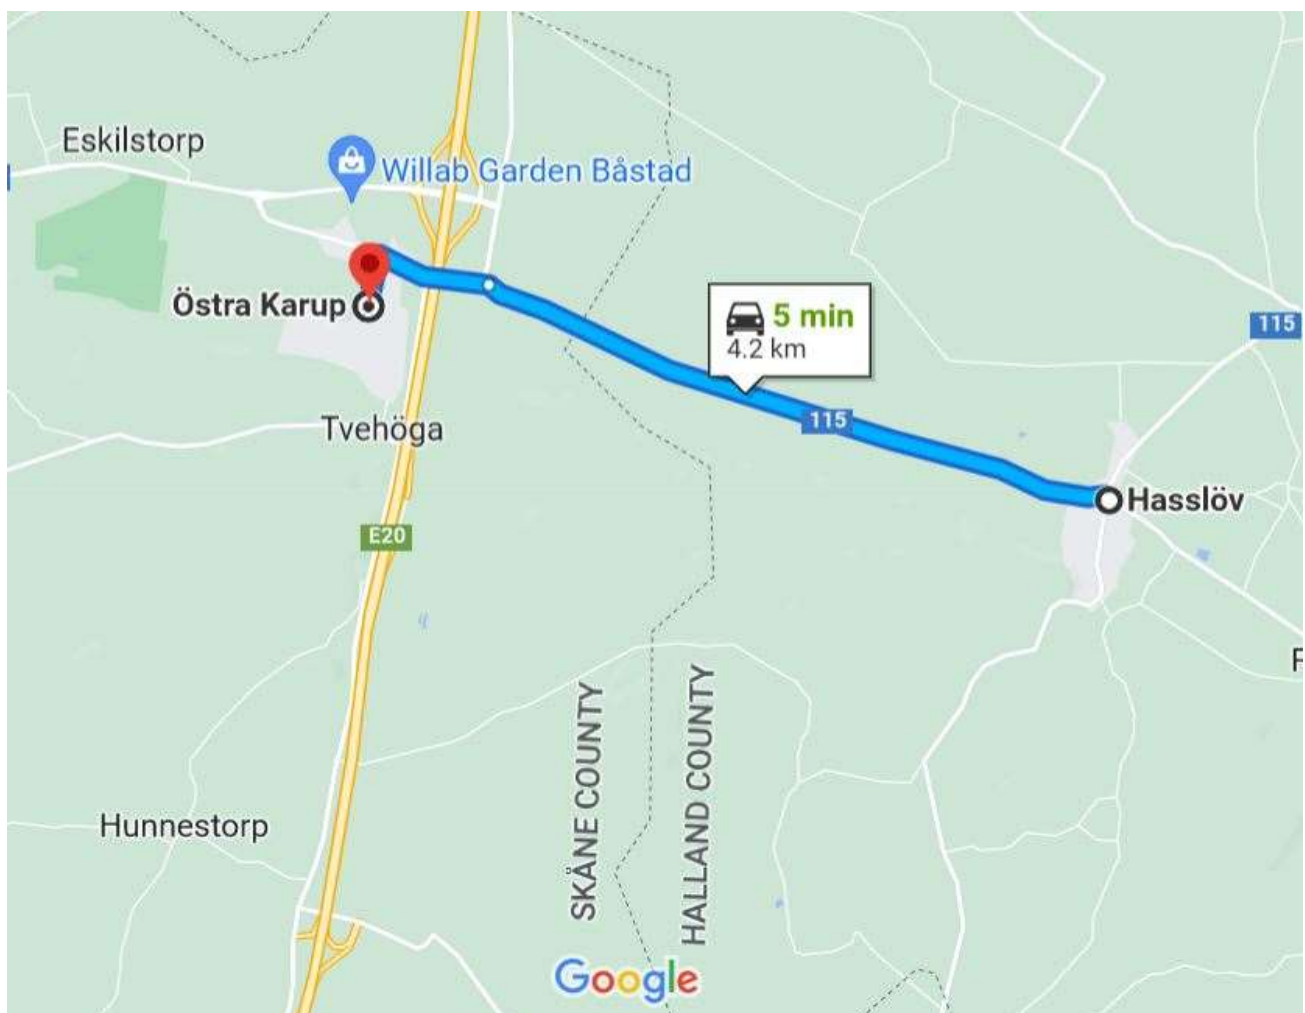 Eskilstorp
Willab Garden Båstad
Östra Karup
5 min
4.2 km
115
115
Hasslöv
Tvehöga
E20
SKÅNE COUNTY
HALLAND COUNTY
Hunnestorp
Google